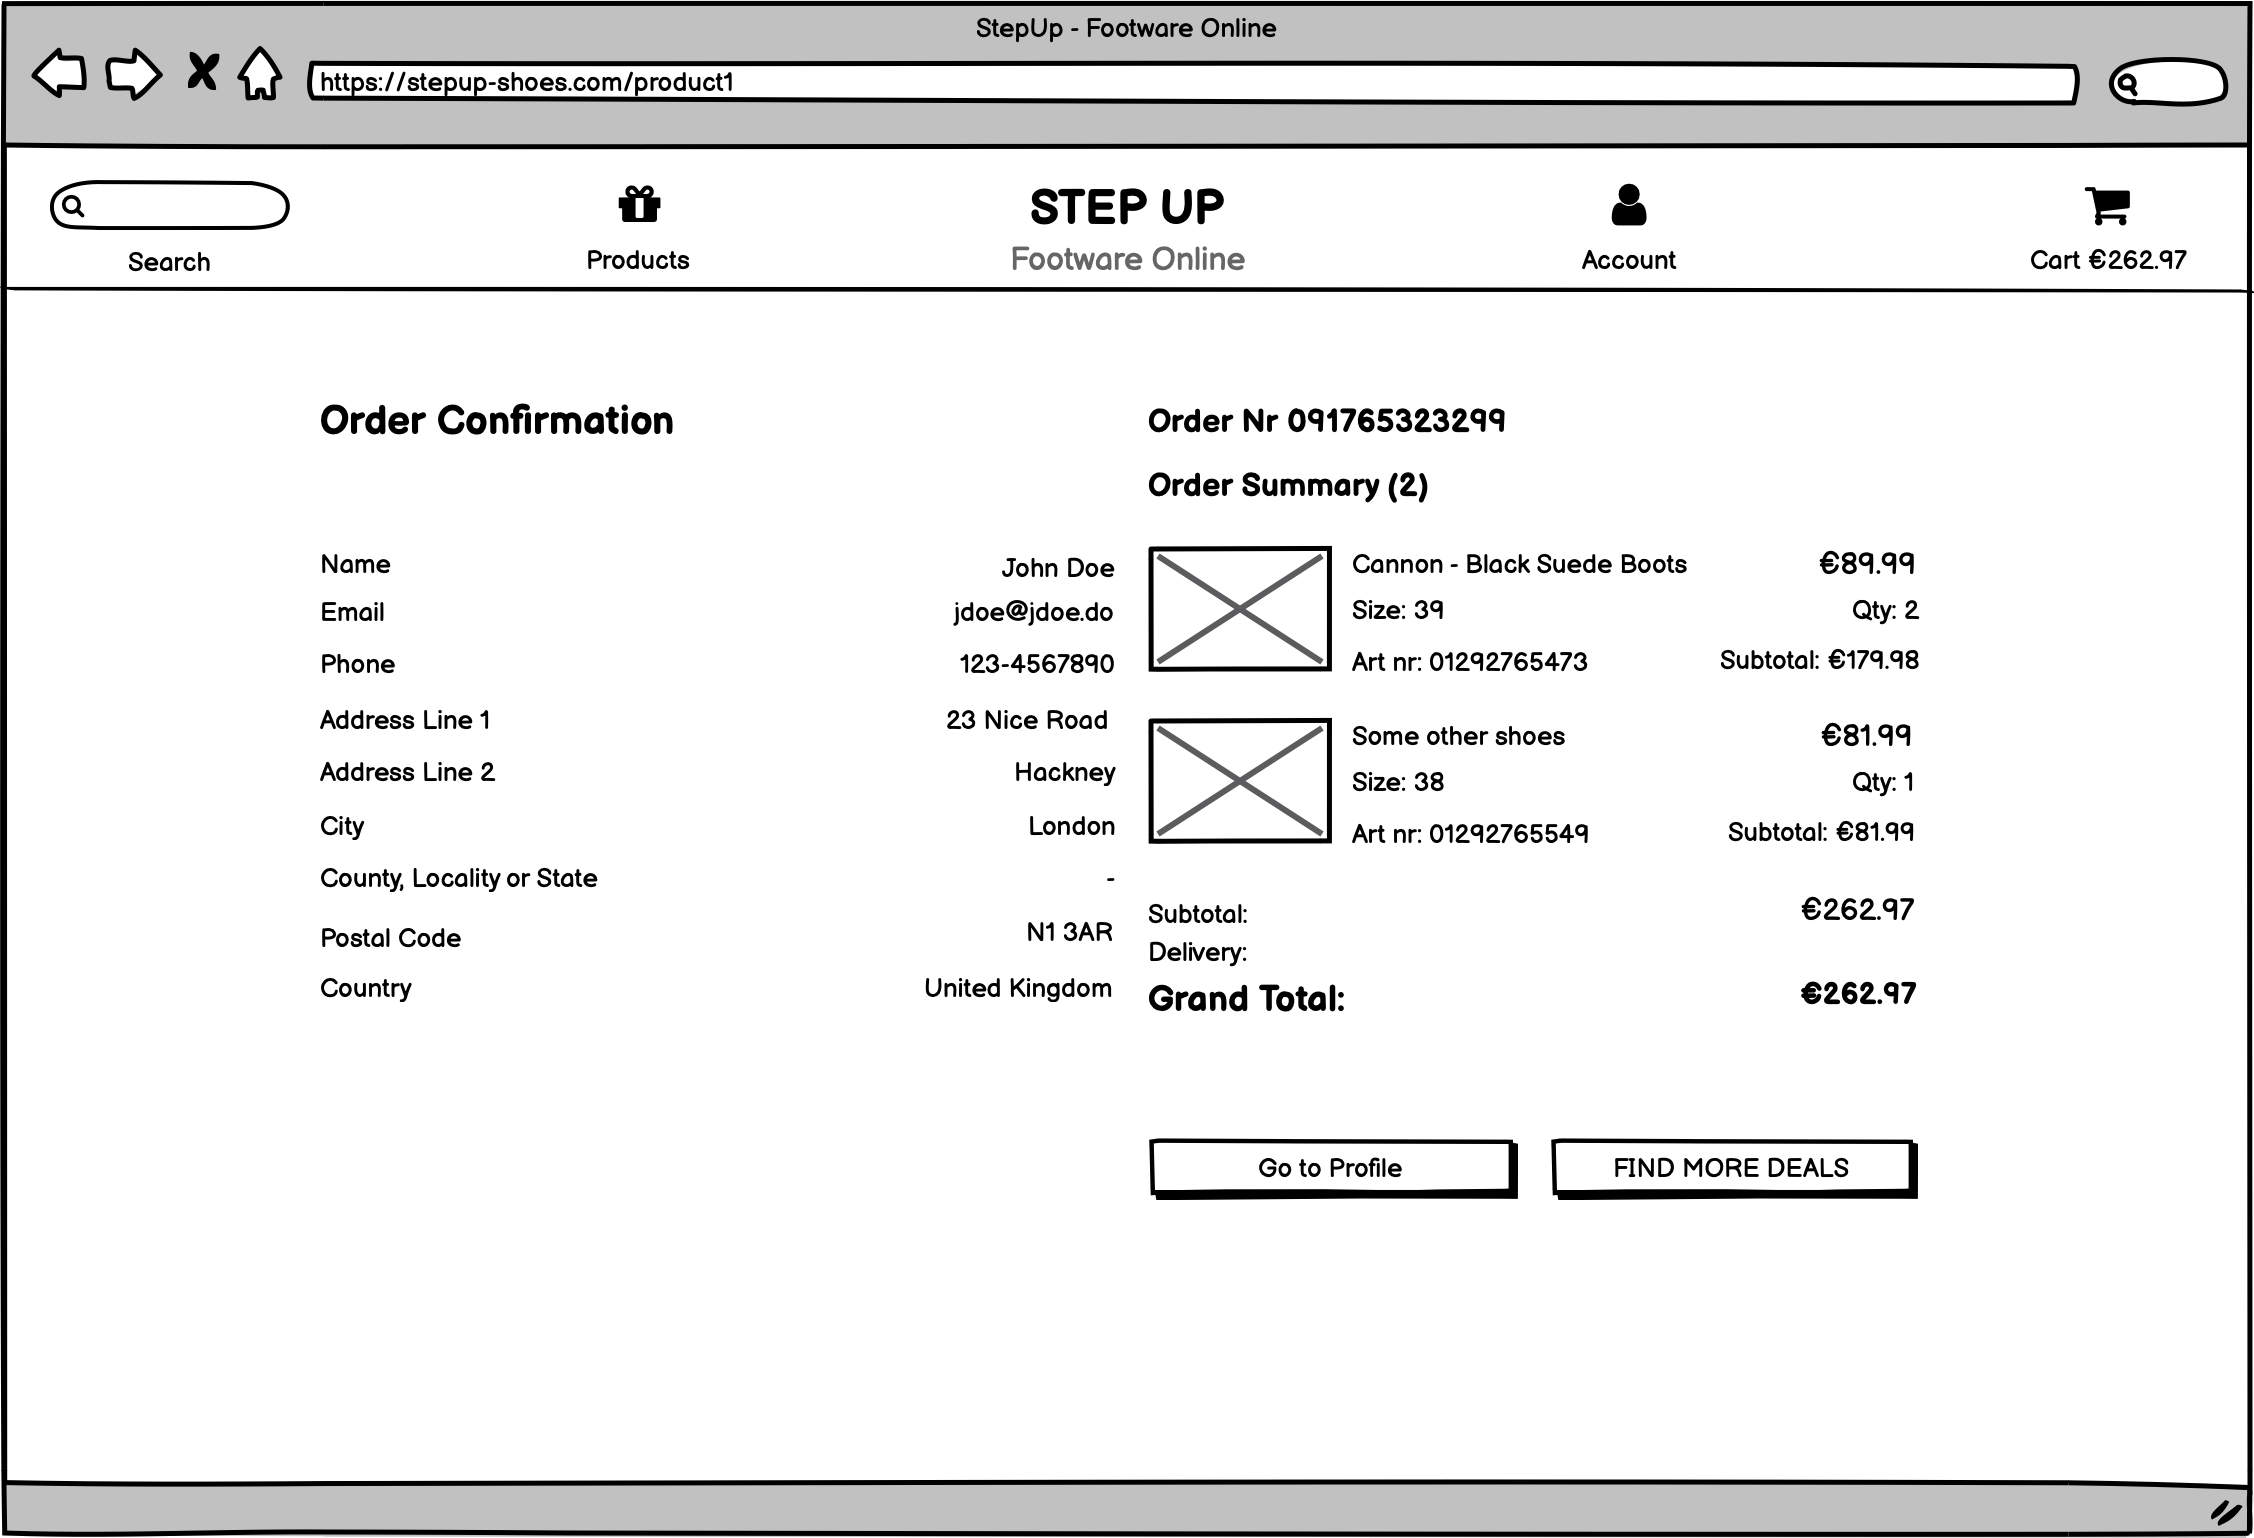 StepUp - Footware Online
https://stepup-shoes.com/product1
Search
Products
STEP UP
Footware Online
Account
Cart €262.97
Order Confirmation
Name John Doe
Email jdoe@jdoe.do
Phone 123-4567890
Address Line 1 23 Nice Road
Address Line 2 Hackney
City London
County, Locality or State -
Postal Code N1 3AR
Country United Kingdom
Order Nr 091765323299
Order Summary (2)
Cannon - Black Suede Boots €89.99
Size: 39 Qty: 2
Art nr: 01292765473 Subtotal: €179.98
Some other shoes €81.99
Size: 38 Qty: 1
Art nr: 01292765549 Subtotal: €81.99
Subtotal: €262.97
Delivery:
Grand Total: €262.97
Go to Profile
FIND MORE DEALS